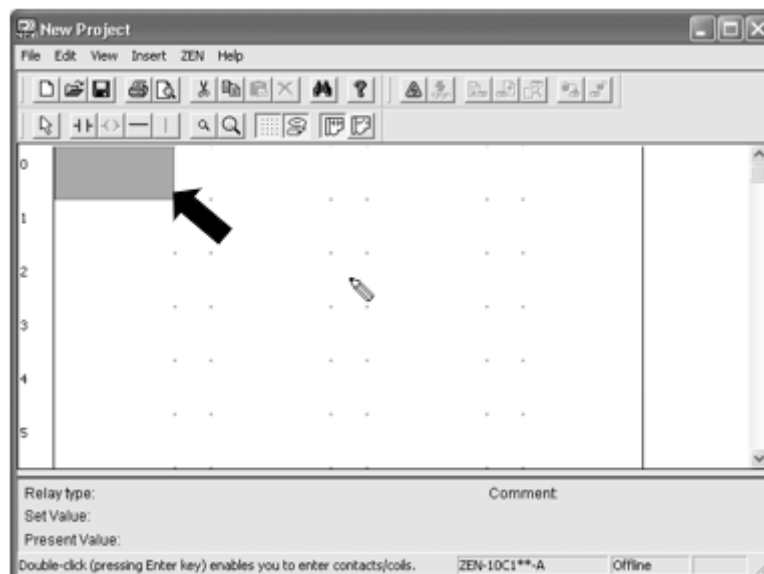 New Project
File Edit View Insert ZEN Help
0
1
2
3
4
5
Relay type: Comment:
Set Value:
Present Value:
Double-click (pressing Enter key) enables you to enter contacts/coils. ZEN-10C1**-A Offline